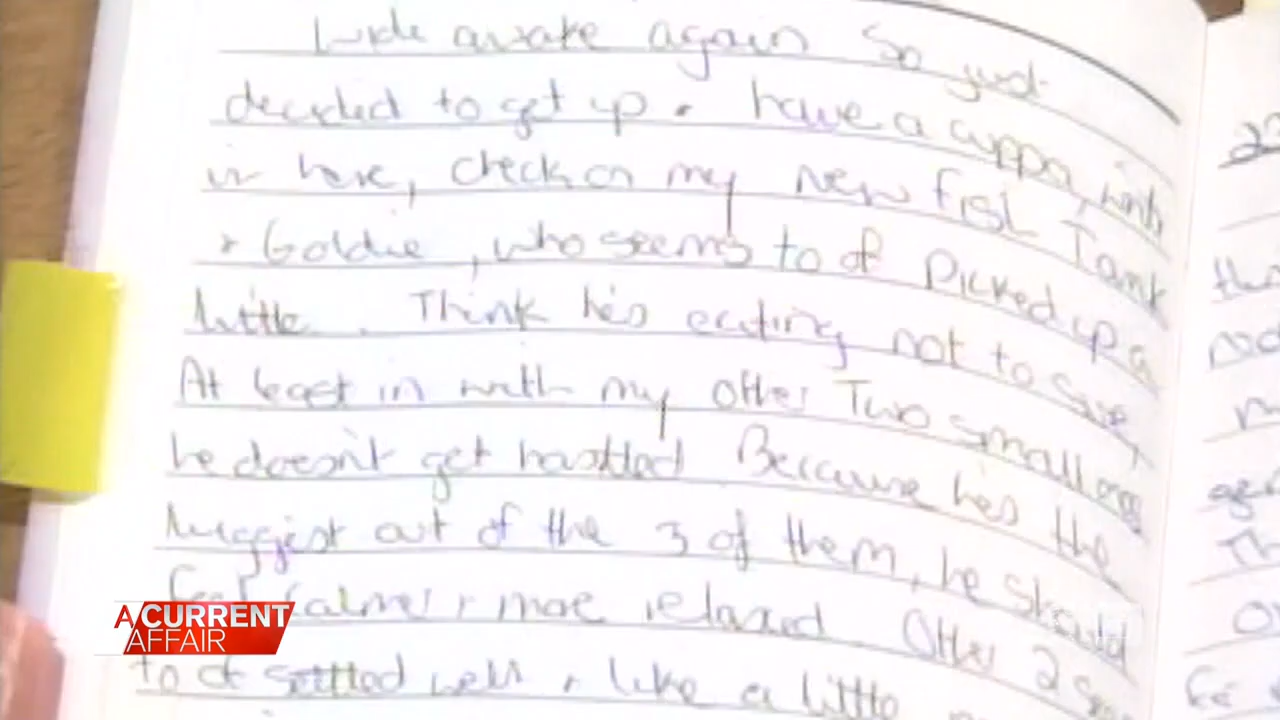 Wide awake again so just
decided to get up. have a cuppa, with
in here, check on my new fish Tank
+ Goldie, who seems to of Picked up a
little. Think he's eating not to sure,
At least in with my other Two small ones
he doesn't get hastled Because he's the
biggest out of the 3 of them, he should
feel calmer + more relaxed Other 2 seem
to of settled well + like a little
A CURRENT
AFFAIR